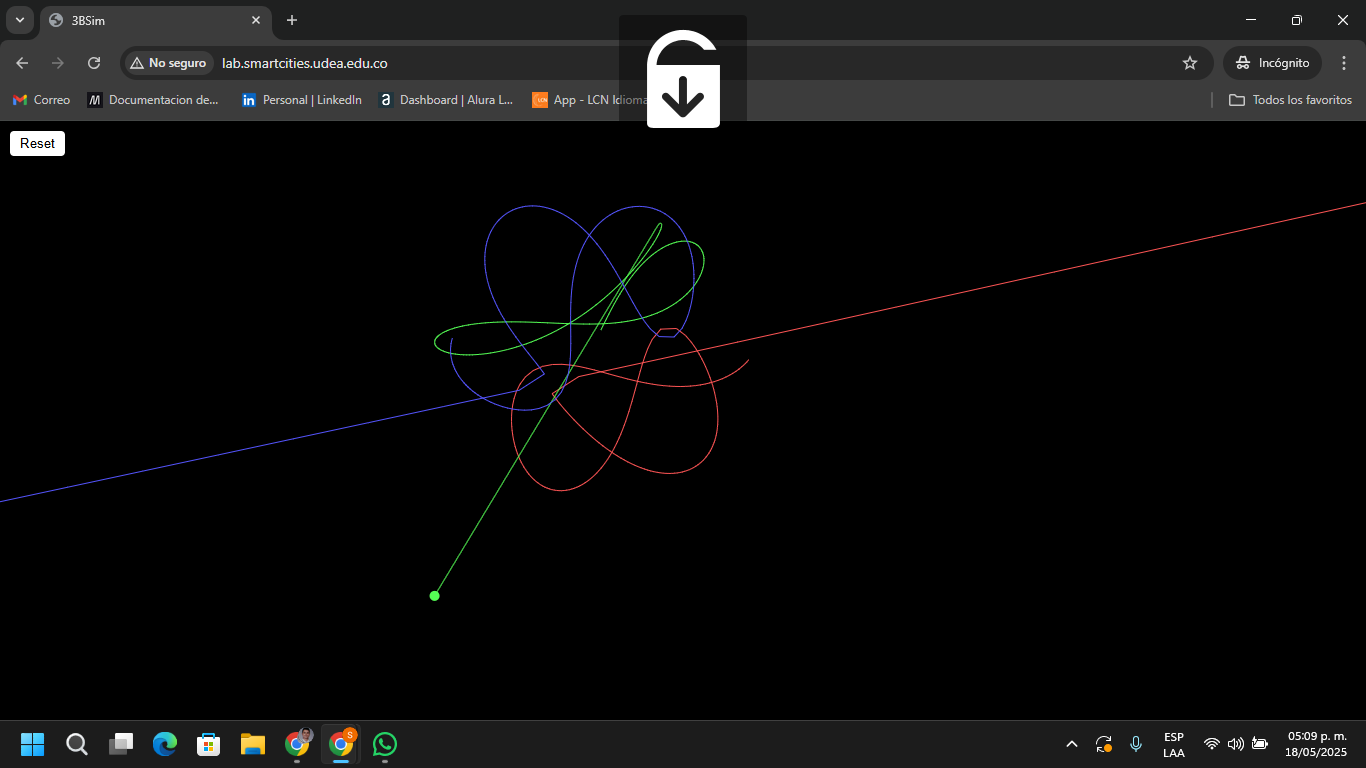 3BSim
No seguro
lab.smartcities.udea.edu.co
Incógnito
Correo
Documentacion de...
Personal | LinkedIn
Dashboard | Alura L...
App - LCN Idioma
Todos los favoritos
Reset
ESP
LAA
05:09 p. m.
18/05/2025